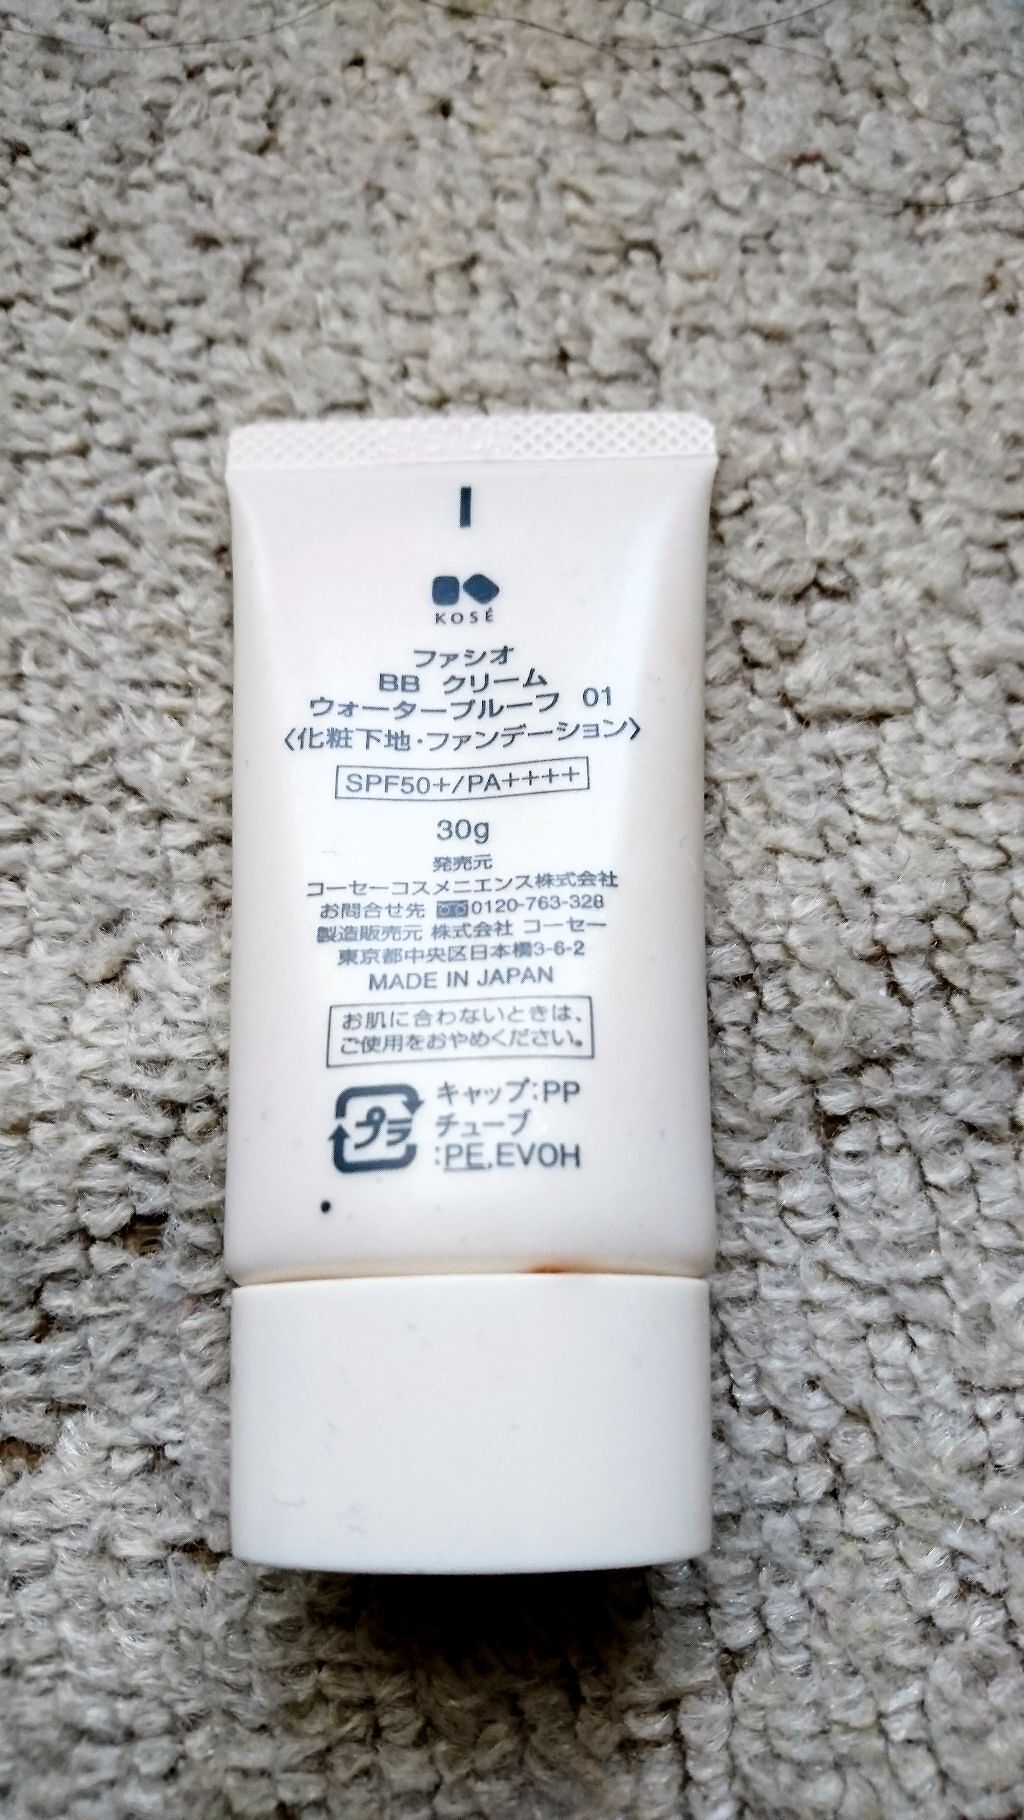 KOSÉ
ファシオ
BB クリーム
ウォータープルーフ 01
〈化粧下地・ファンデーション〉
SPF50+/PA++++
30g
発売元
コーセーコスメニエンス株式会社
お問合せ先 0120-763-328
製造販売元 株式会社 コーセー
東京都中央区日本橋3-6-2
MADE IN JAPAN
お肌に合わないときは、
ご使用をおやめください。
プラ
キャップ:PP
チューブ
:PE,EVOH